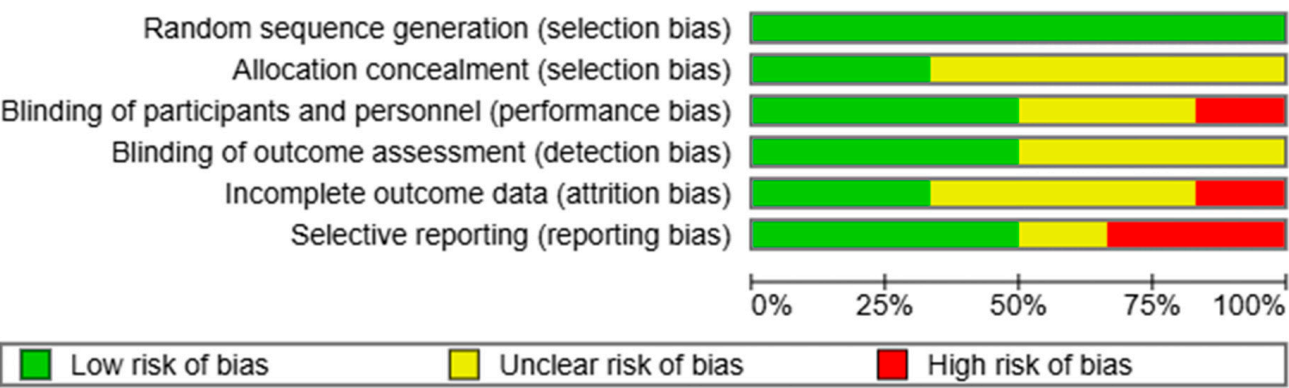 Random sequence generation (selection bias)
Allocation concealment (selection bias)
Blinding of participants and personnel (performance bias)
Blinding of outcome assessment (detection bias)
Incomplete outcome data (attrition bias)
Selective reporting (reporting bias)
0% 25% 50% 75% 100%
Low risk of bias Unclear risk of bias High risk of bias